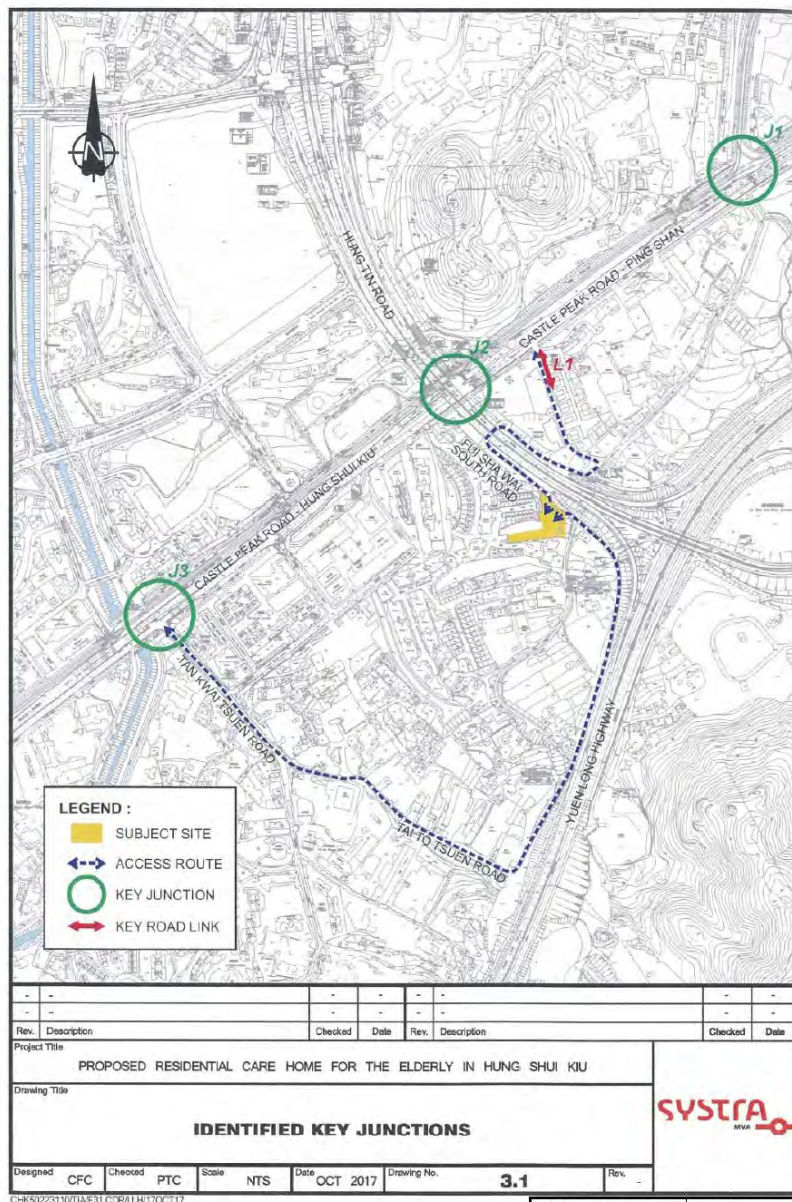 N
J1
HUNG TIN ROAD
CASTLE PEAK ROAD - PING SHAN
J2
L1
FUI SHA WAI
SOUTH ROAD
CASTLE PEAK ROAD - HUNG SHUI KIU
J3
TAN KWAI TSUEN ROAD
YUEN LONG HIGHWAY
TAI TO TSUEN ROAD
LEGEND :
SUBJECT SITE
ACCESS ROUTE
KEY JUNCTION
KEY ROAD LINK
- - - - - - - -
- - - - - - - -
Rev. Description Checked Date Rev. Description Checked Date
Project Title
PROPOSED RESIDENTIAL CARE HOME FOR THE ELDERLY IN HUNG SHUI KIU
Drawing Title
IDENTIFIED KEY JUNCTIONS
SYSTRA
MVA
Designed CFC Checked PTC Scale NTS Date OCT 2017 Drawing No. 3.1 Rev. -